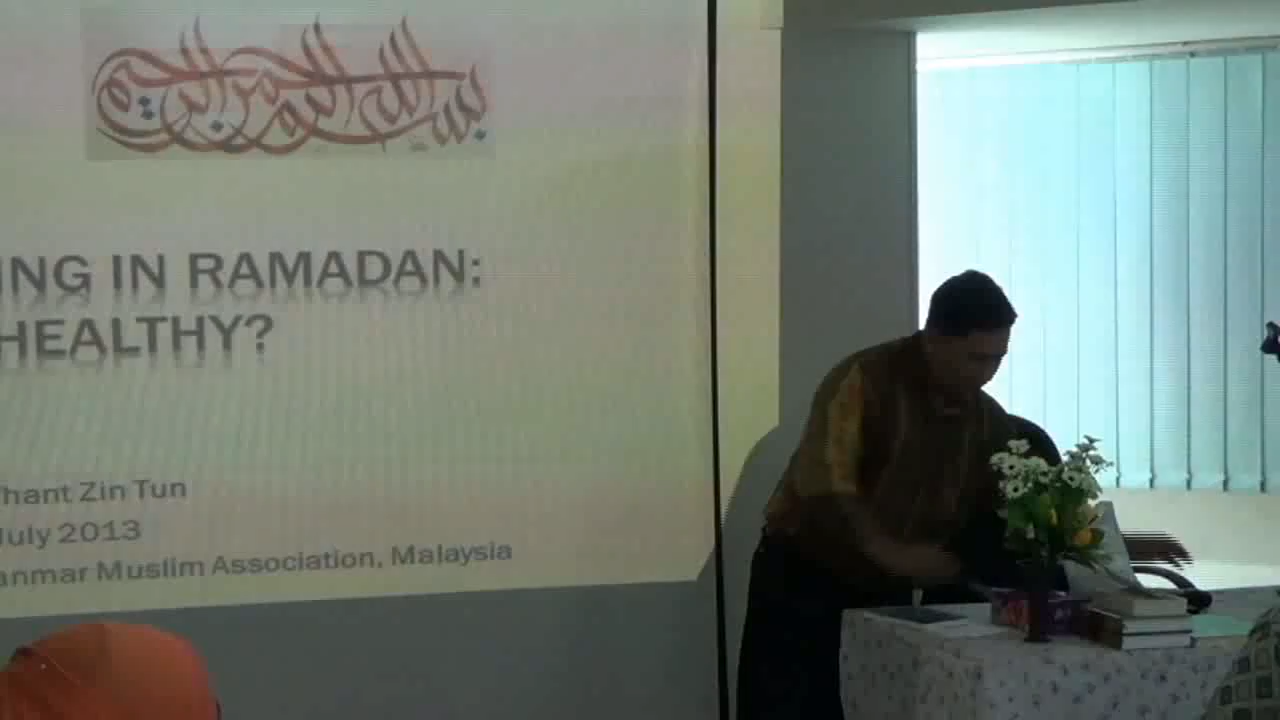 بسم الله الرحمن الرحيم
ING IN RAMADAN:
HEALTHY?
hant Zin Tun
July 2013
anmar Muslim Association, Malaysia